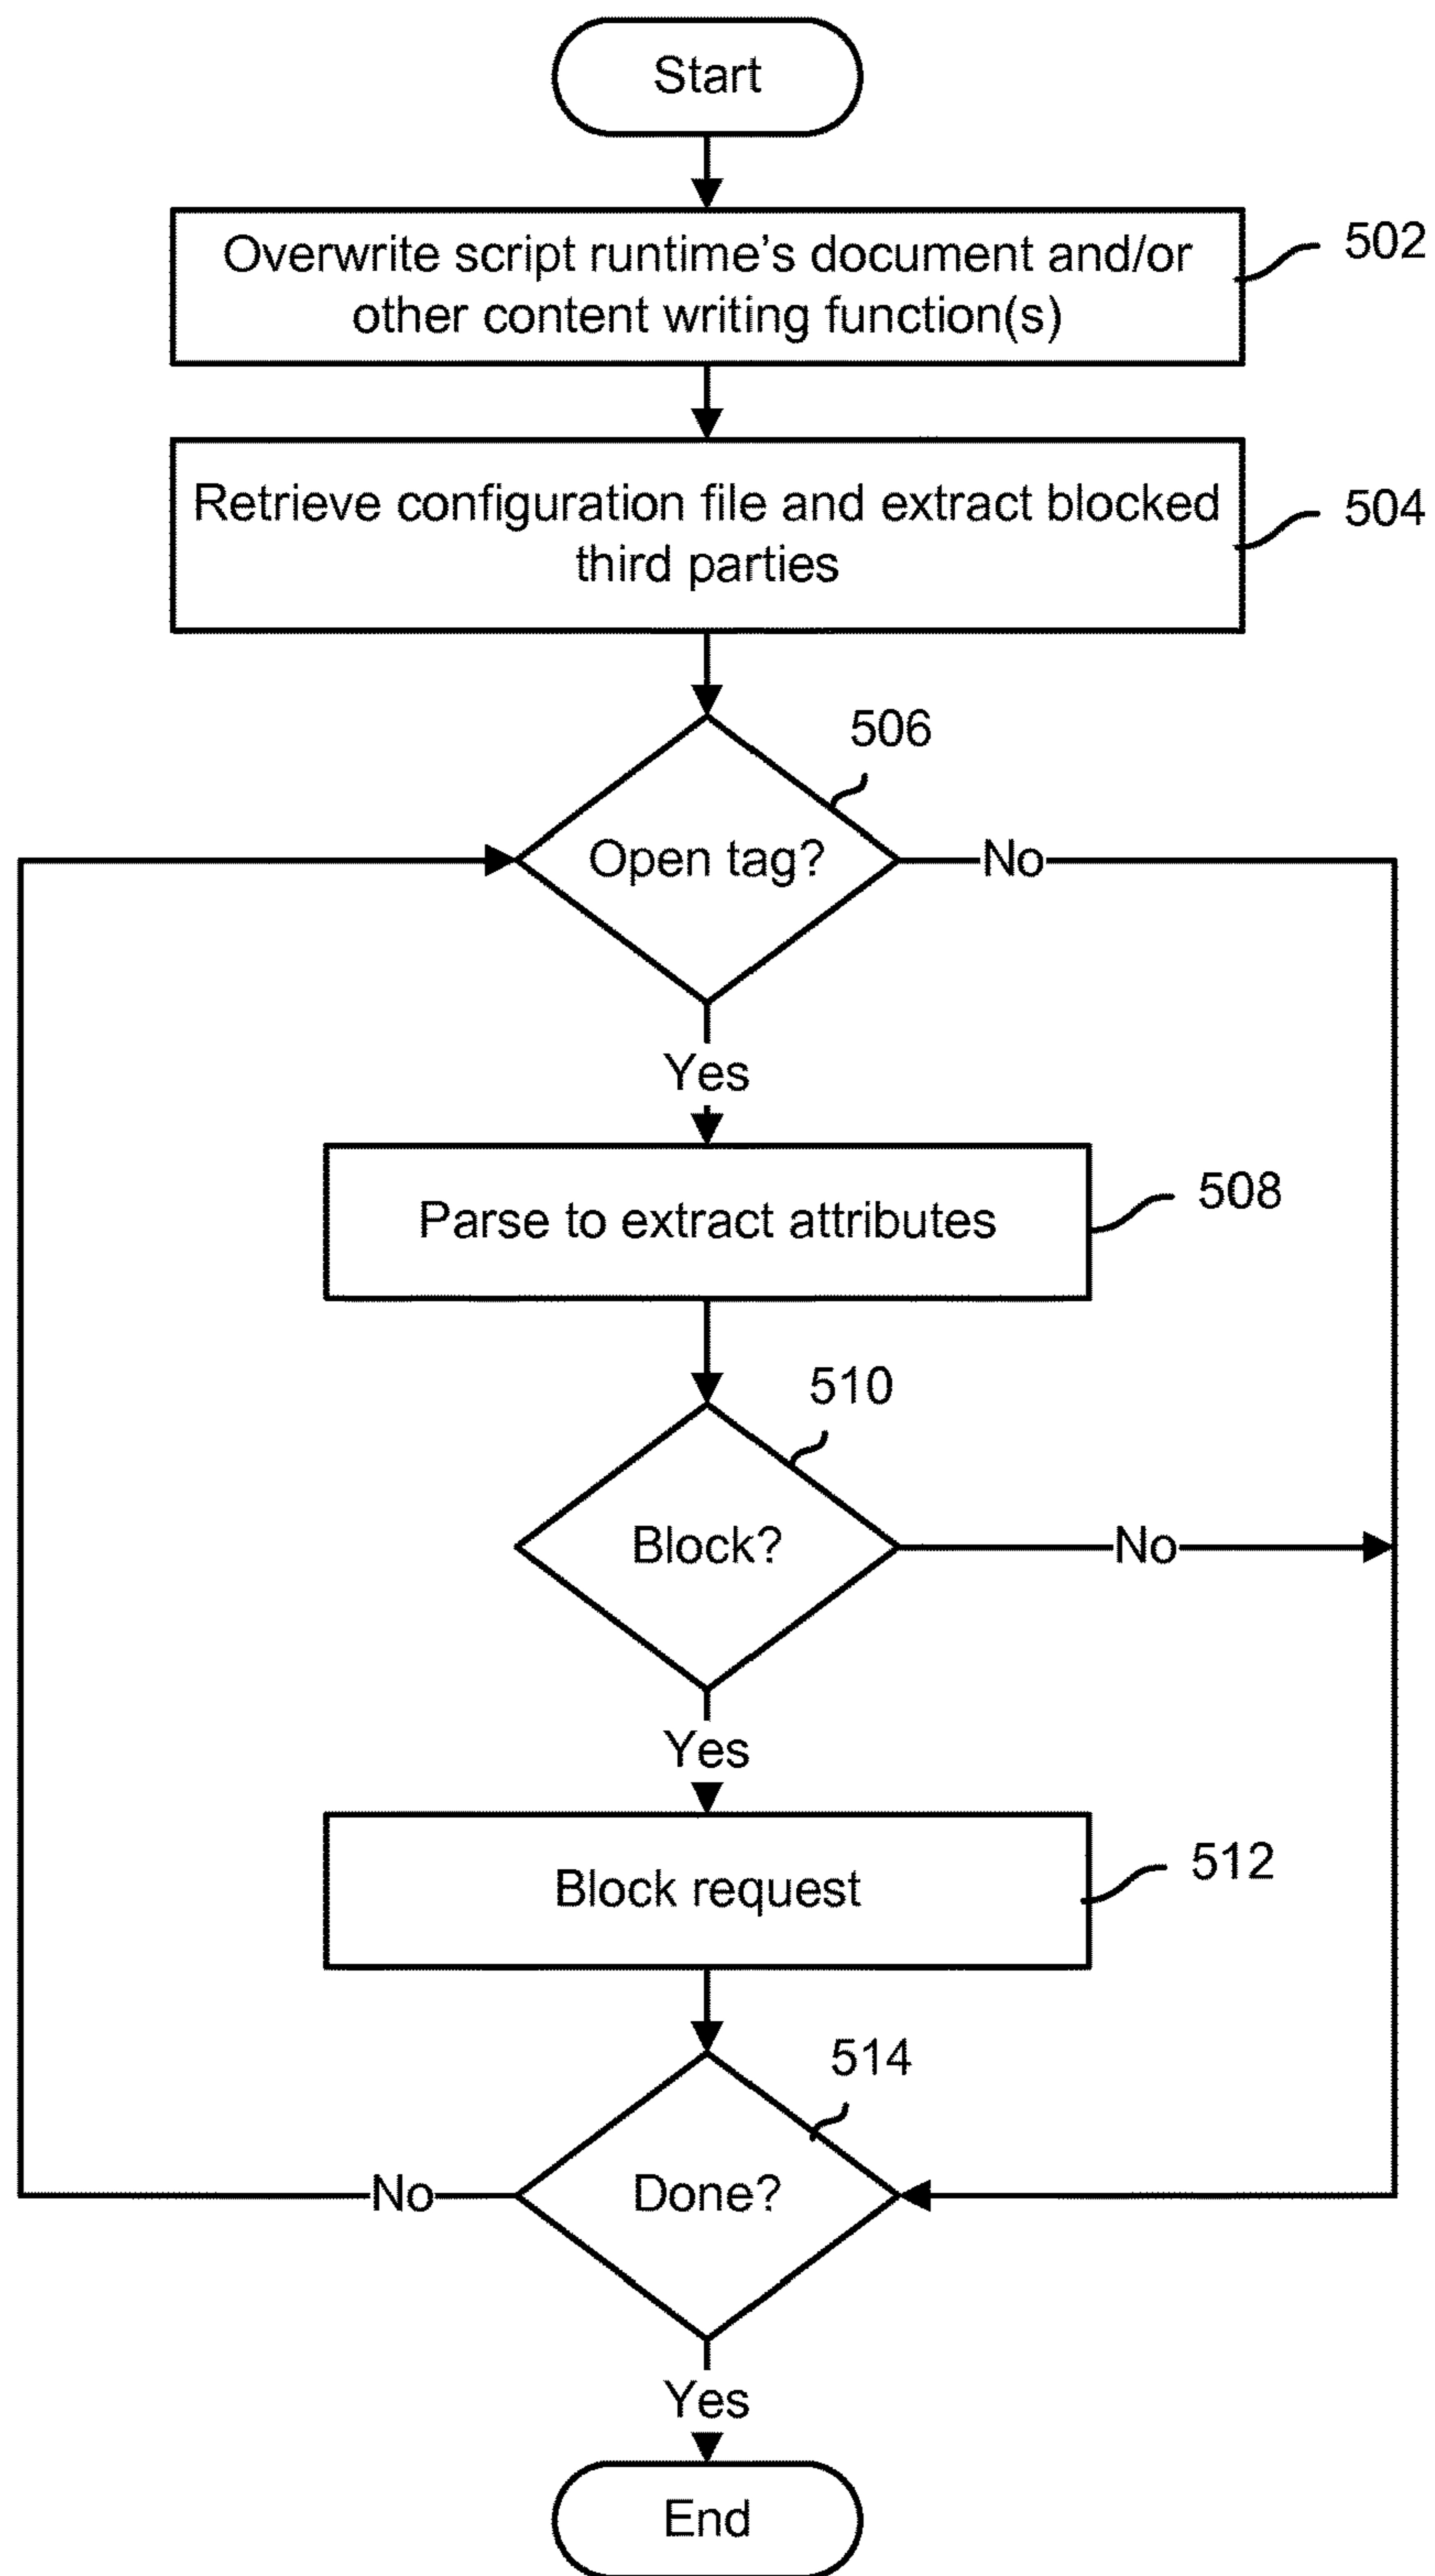 Start
Overwrite script runtime's document and/or
other content writing function(s)
502
Retrieve configuration file and extract blocked
third parties
504
506
Open tag?
No
Yes
Parse to extract attributes
508
510
Block?
No
Yes
Block request
512
514
No
Done?
Yes
End